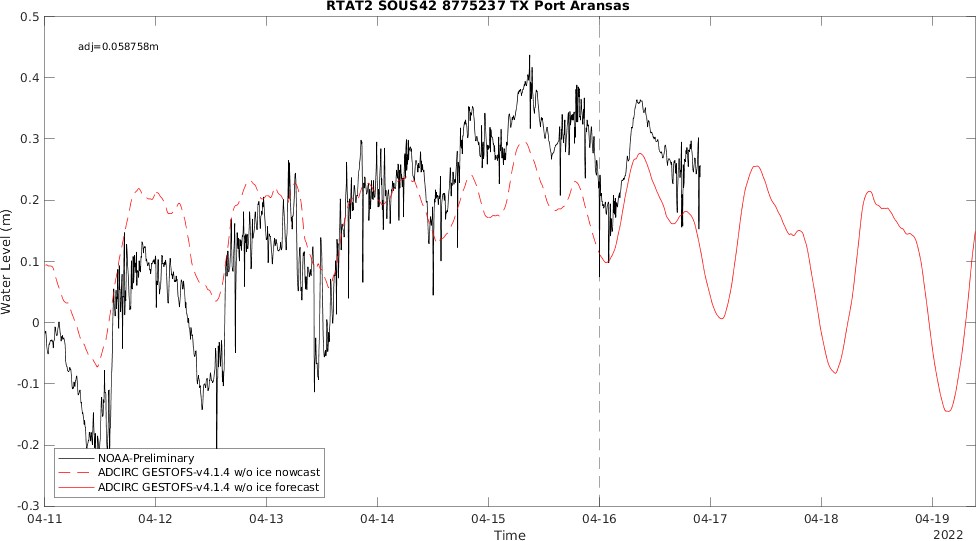 RTAT2 SOUS42 8775237 TX Port Aransas
0.5
adj=0.058758m
0.4
0.3
0.2
0.1
0
-0.1
-0.2
-0.3
Water Level (m)
NOAA-Preliminary
ADCIRC GESTOFS-v4.1.4 w/o ice nowcast
ADCIRC GESTOFS-v4.1.4 w/o ice forecast
04-11 04-12 04-13 04-14 04-15 04-16 04-17 04-18 04-19
Time
2022